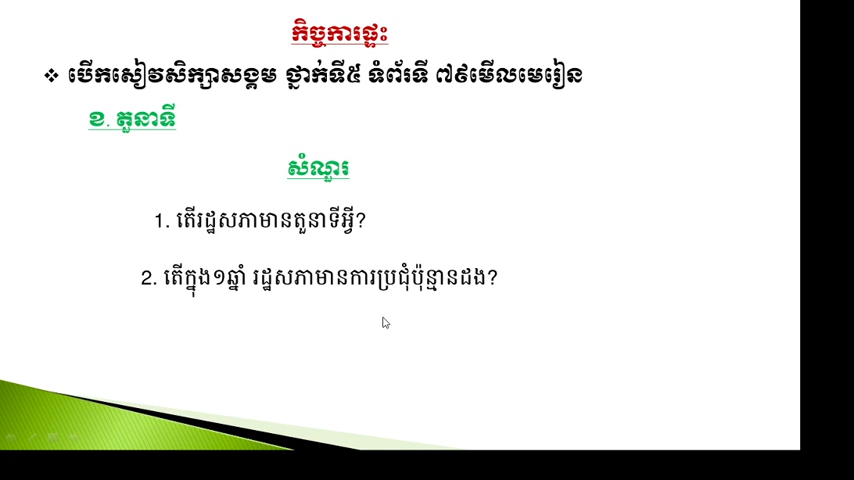 កិច្ចការផ្ទះ
❖ បើកសៀវសិក្សាសង្គម ថ្នាក់ទី៥ ទំព័រទី ៧៩មើលមេរៀន
ខ. តួនាទី
សំណួរ
1. តើរដ្ឋសភាមានតួនាទីអ្វី?
2. តើក្នុង១ឆ្នាំ រដ្ឋសភាមានការប្រជុំប៉ុន្មានដង?